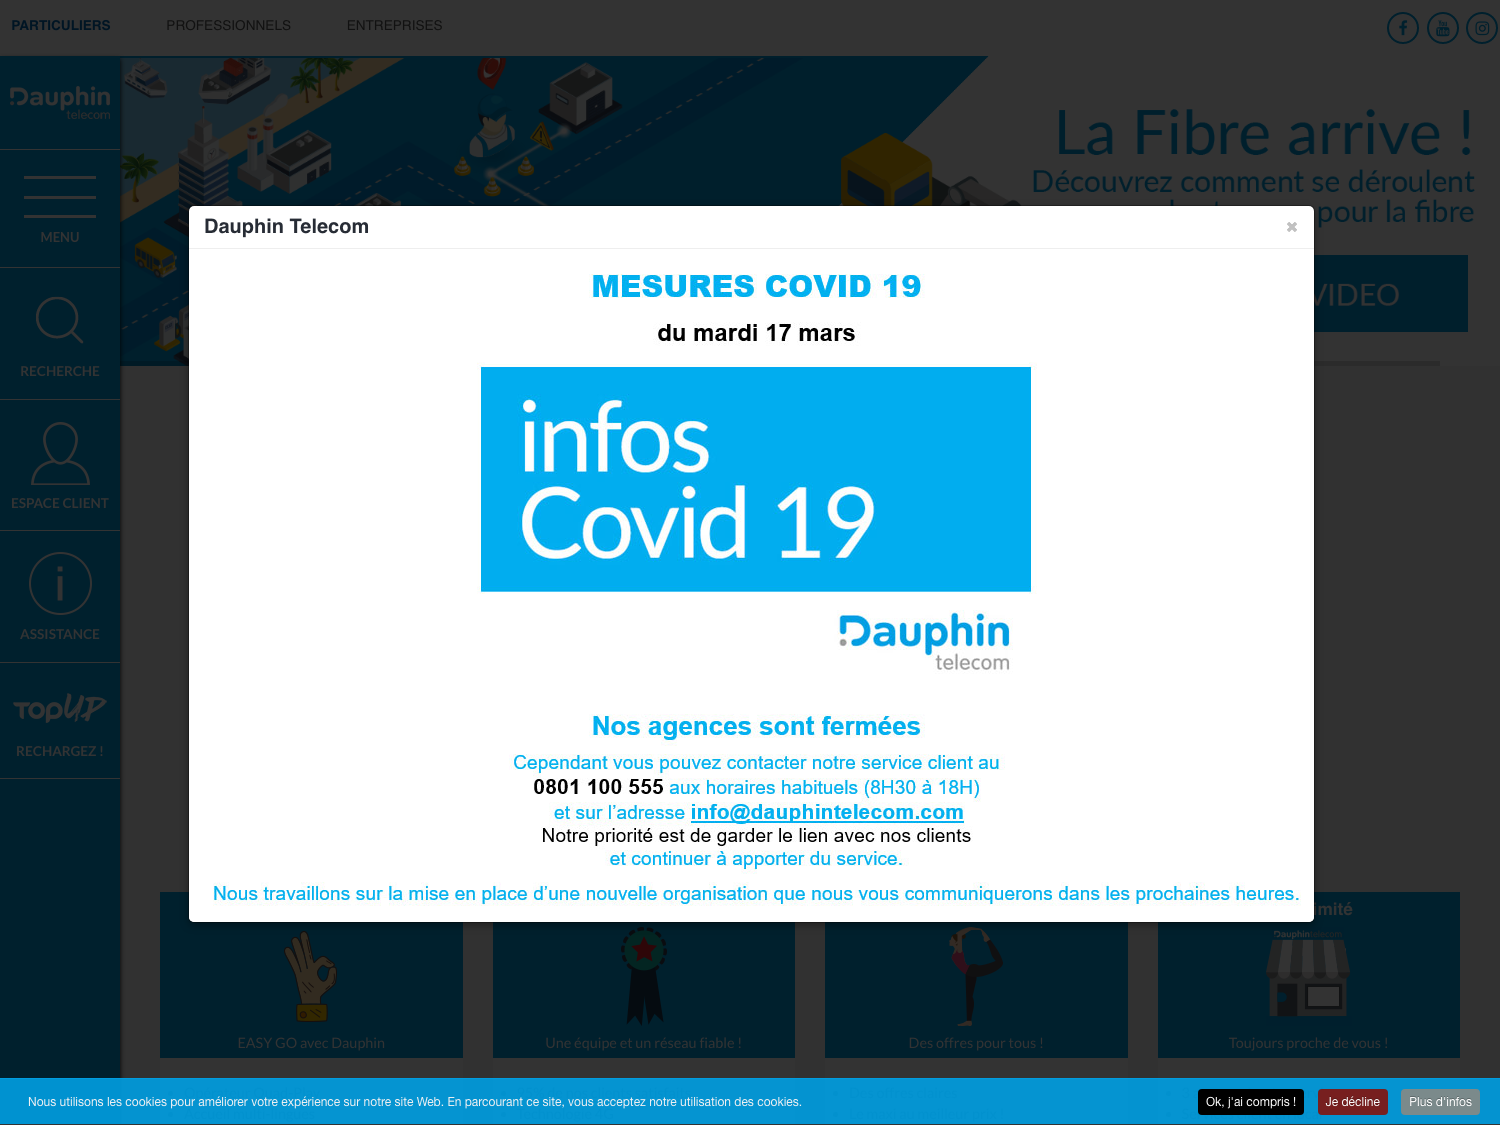 PARTICULIERS PROFESSIONNELS ENTREPRISES
Dauphin
telecom
MENU
RECHERCHE
ESPACE CLIENT
ASSISTANCE
TopUP
RECHARGEZ !
La Fibre arrive !
Découvrez comment se déroulent
pour la fibre
VIDEO
Dauphin Telecom
MESURES COVID 19
du mardi 17 mars
infos
Covid 19
Dauphin
telecom
Nos agences sont fermées
Cependant vous pouvez contacter notre service client au
0801 100 555 aux horaires habituels (8H30 à 18H)
et sur l'adresse info@dauphintelecom.com
Notre priorité est de garder le lien avec nos clients
et continuer à apporter du service.
Nous travaillons sur la mise en place d'une nouvelle organisation que nous vous communiquerons dans les prochaines heures.
mité
Dauphintelecom
EASY GO avec Dauphin
Une équipe et un réseau fiable !
Des offres pour tous !
Toujours proche de vous !
Nous utilisons les cookies pour améliorer votre expérience sur notre site Web. En parcourant ce site, vous acceptez notre utilisation des cookies.
Ok, j'ai compris ! Je décline Plus d'infos